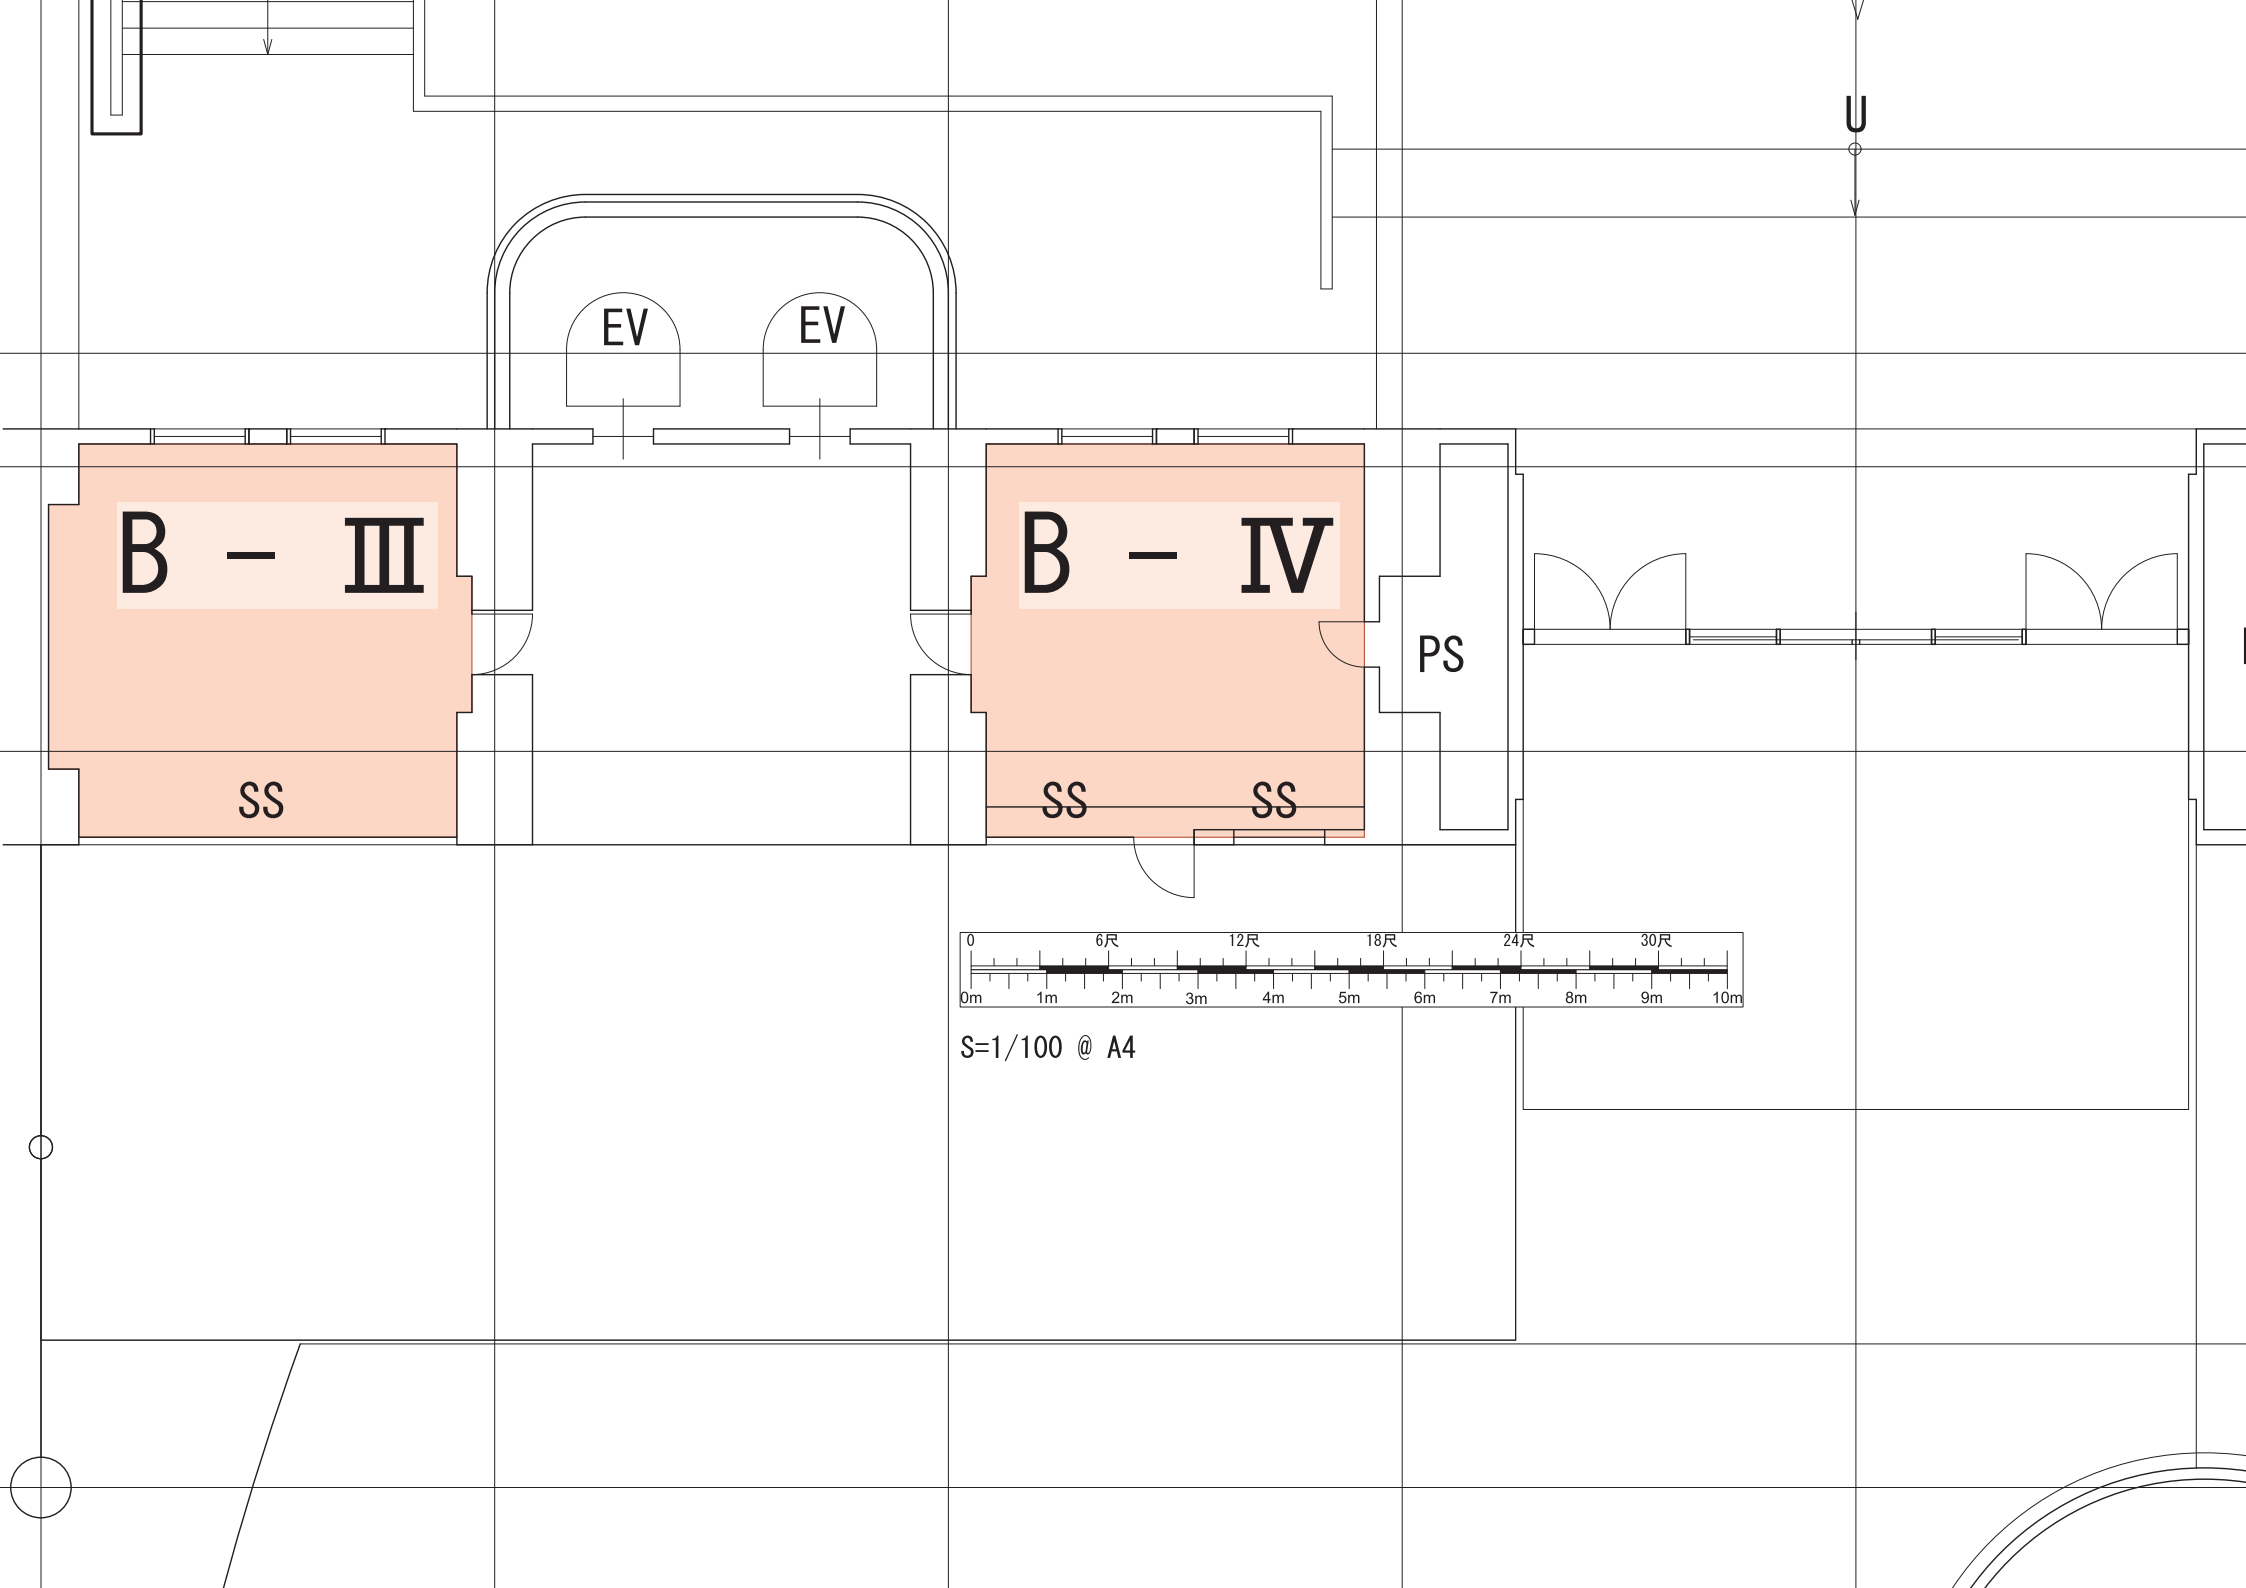 U
EV EV
B - Ⅲ
B - Ⅳ
PS
SS
SS SS
0 6尺 12尺 18尺 24尺 30尺
0m 1m 2m 3m 4m 5m 6m 7m 8m 9m 10m
S=1/100 @ A4